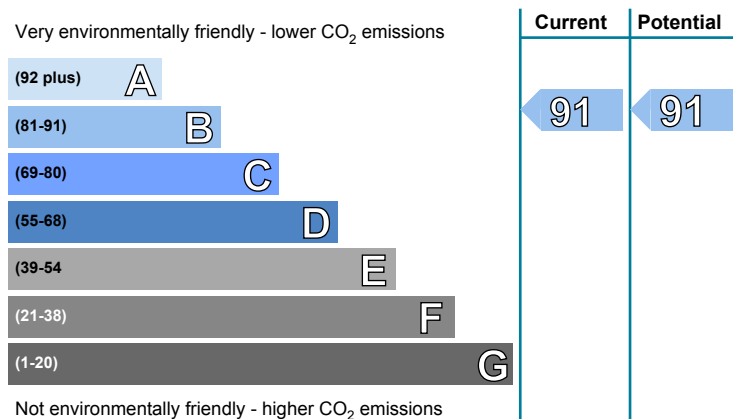 Current Potential
Very environmentally friendly - lower CO2 emissions
(92 plus) A
(81-91) B 91 91
(69-80) C
(55-68) D
(39-54 E
(21-38) F
(1-20) G
Not environmentally friendly - higher CO2 emissions